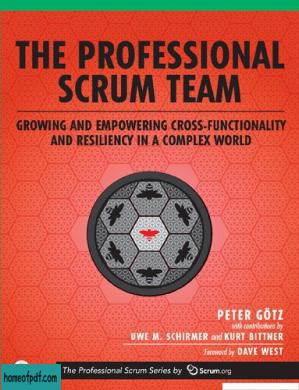 THE PROFESSIONAL
SCRUM TEAM
GROWING AND EMPOWERING CROSS-FUNCTIONALITY
AND RESILIENCY IN A COMPLEX WORLD
PETER GÖTZ
with contributions by
UWE M. SCHIRMER and KURT BITTNER
Foreword by DAVE WEST
The Professional Scrum Series by Scrum.org
homeofpdf.com